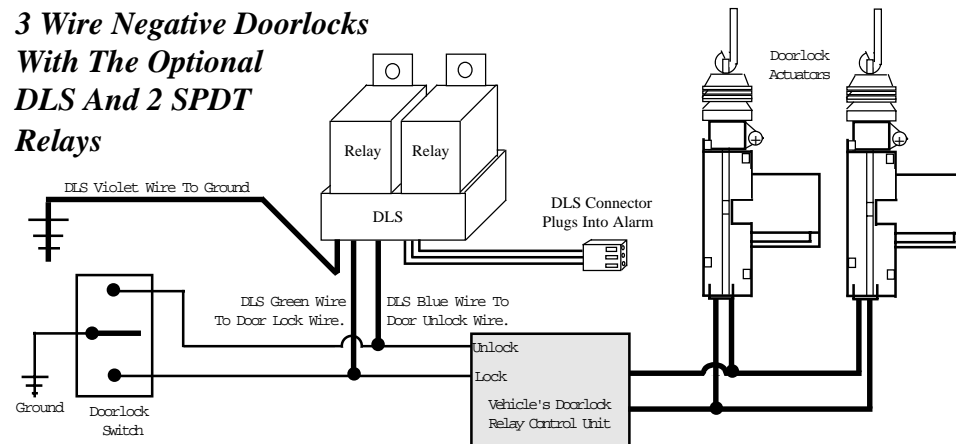 3 Wire Negative Doorlocks
With The Optional
DLS And 2 SPDT
Relays
Doorlock
Actuators
Relay
Relay
DLS
DLS Violet Wire To Ground
DLS Connector
Plugs Into Alarm
DLS Green Wire
To Door Lock Wire.
DLS Blue Wire To
Door Unlock Wire.
Unlock
Lock
Vehicle's Doorlock
Relay Control Unit
Ground
Doorlock
Switch